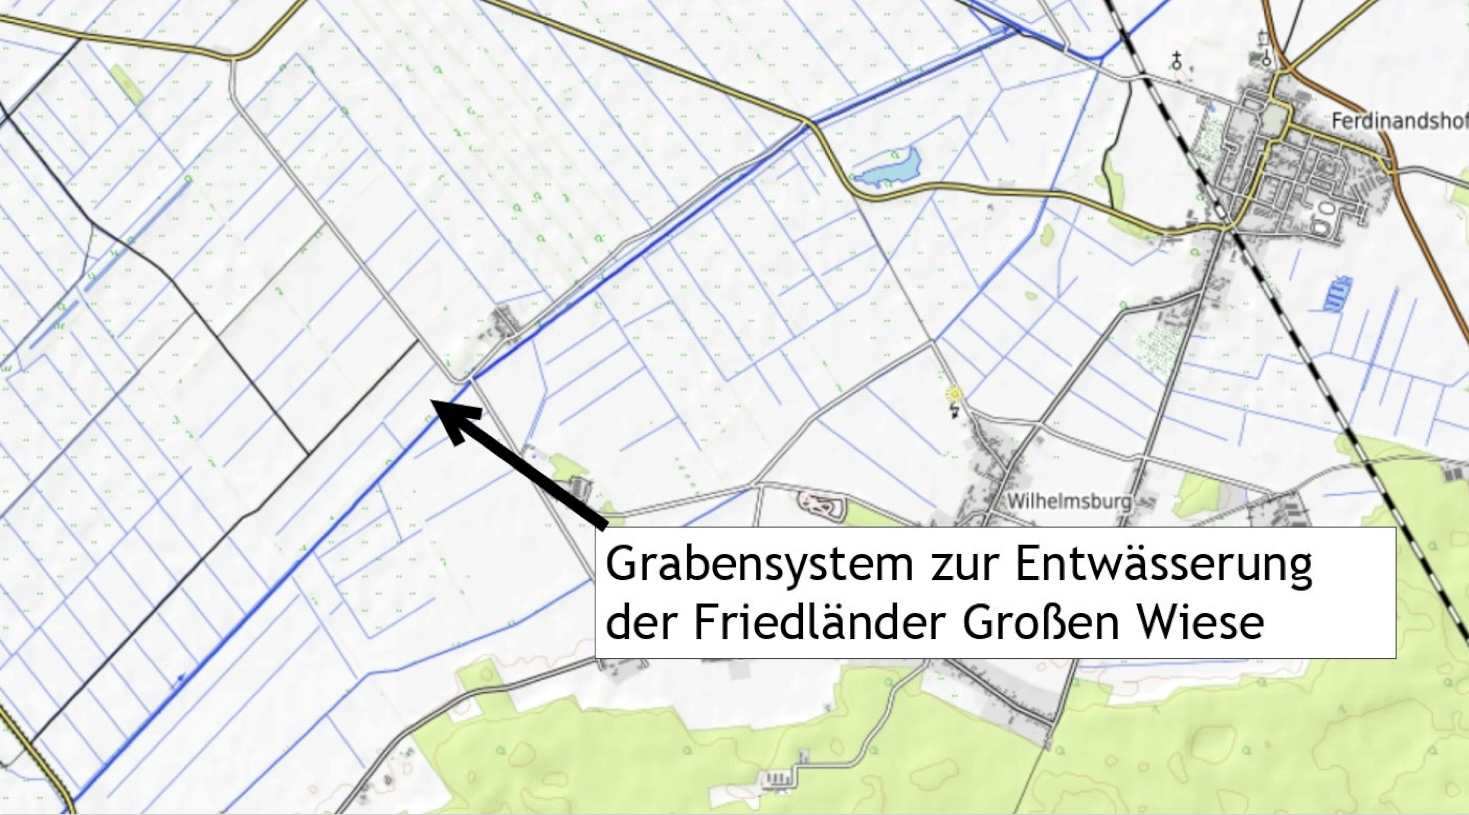 Ferdinandshof
Wilhelmsburg
Grabensystem zur Entwässerung
der Friedländer Großen Wiese